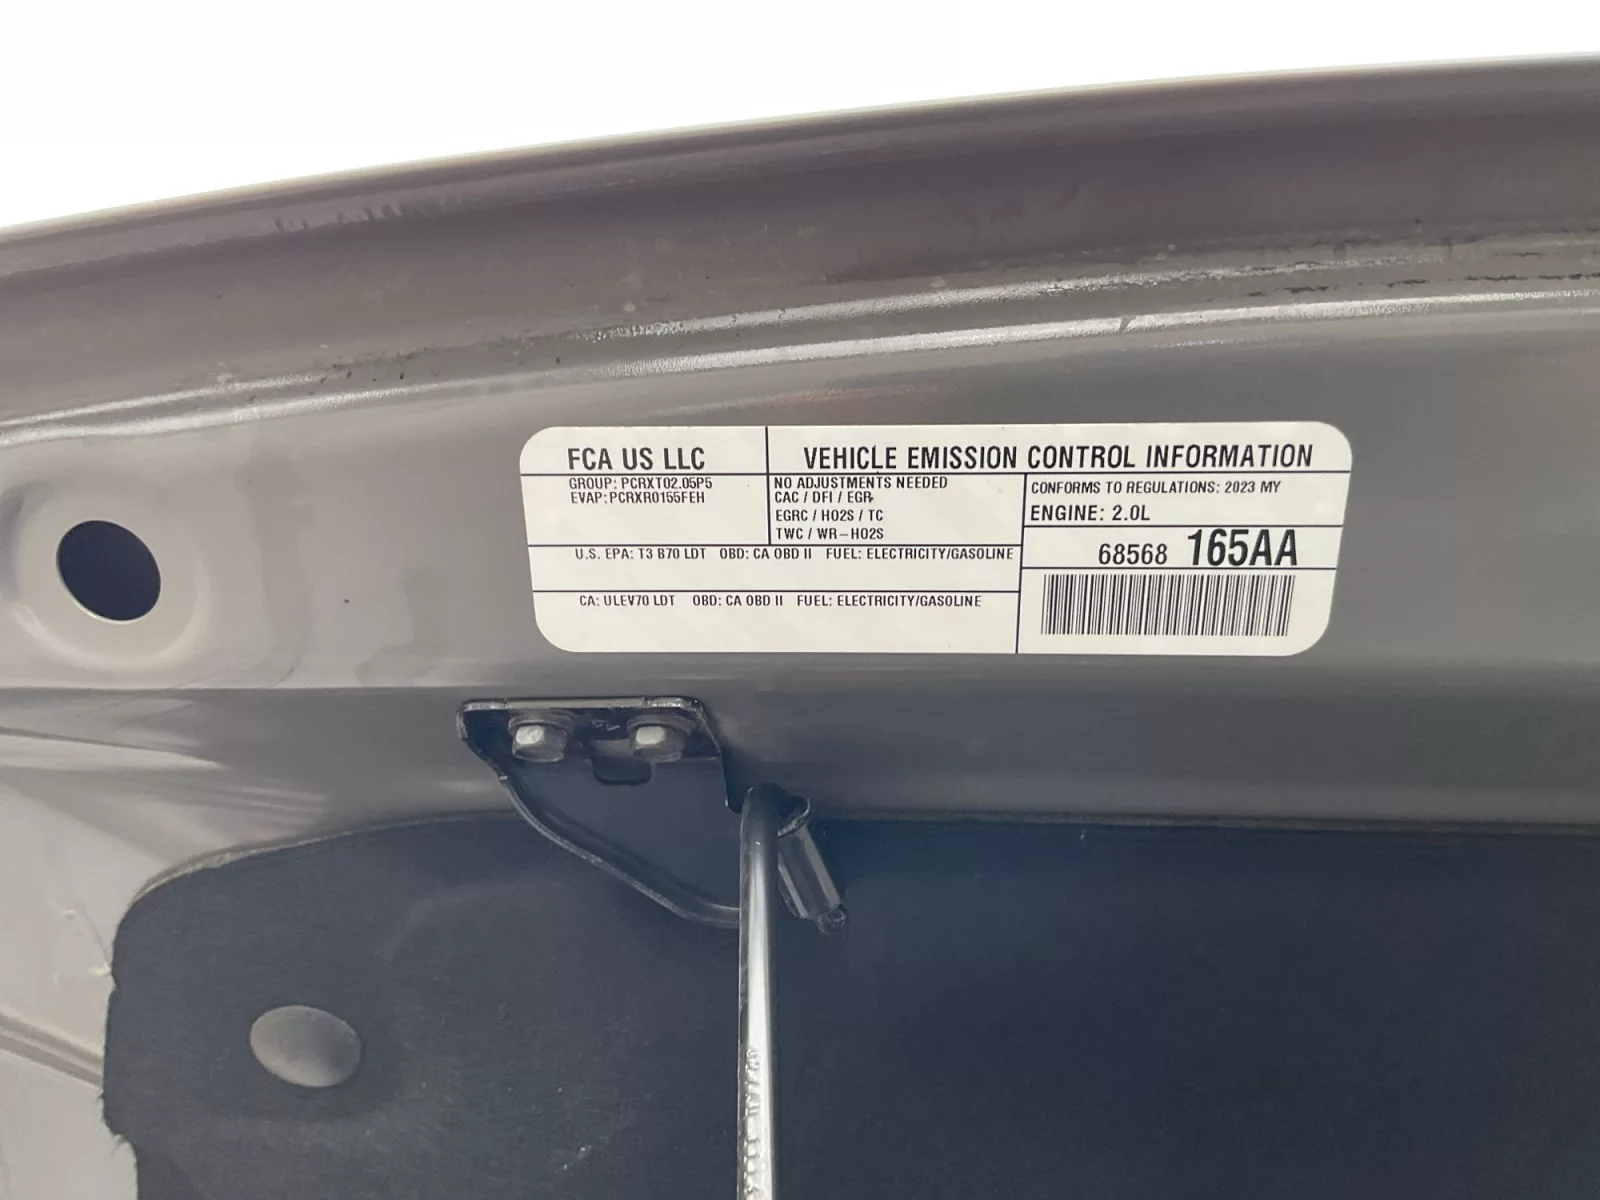 FCA US LLC
VEHICLE EMISSION CONTROL INFORMATION
GROUP: PCRXT02.05P5
EVAP: PCRXR0155FEH
NO ADJUSTMENTS NEEDED
CAC / DFI / EGR
EGRC / HO2S / TC
TWC / WR-HO2S
CONFORMS TO REGULATIONS: 2023 MY
ENGINE: 2.0L
U.S. EPA: T3 B70 LDT OBD: CA OBD II FUEL: ELECTRICITY/GASOLINE
68568 165AA
CA: ULEV70 LDT OBD: CA OBD II FUEL: ELECTRICITY/GASOLINE